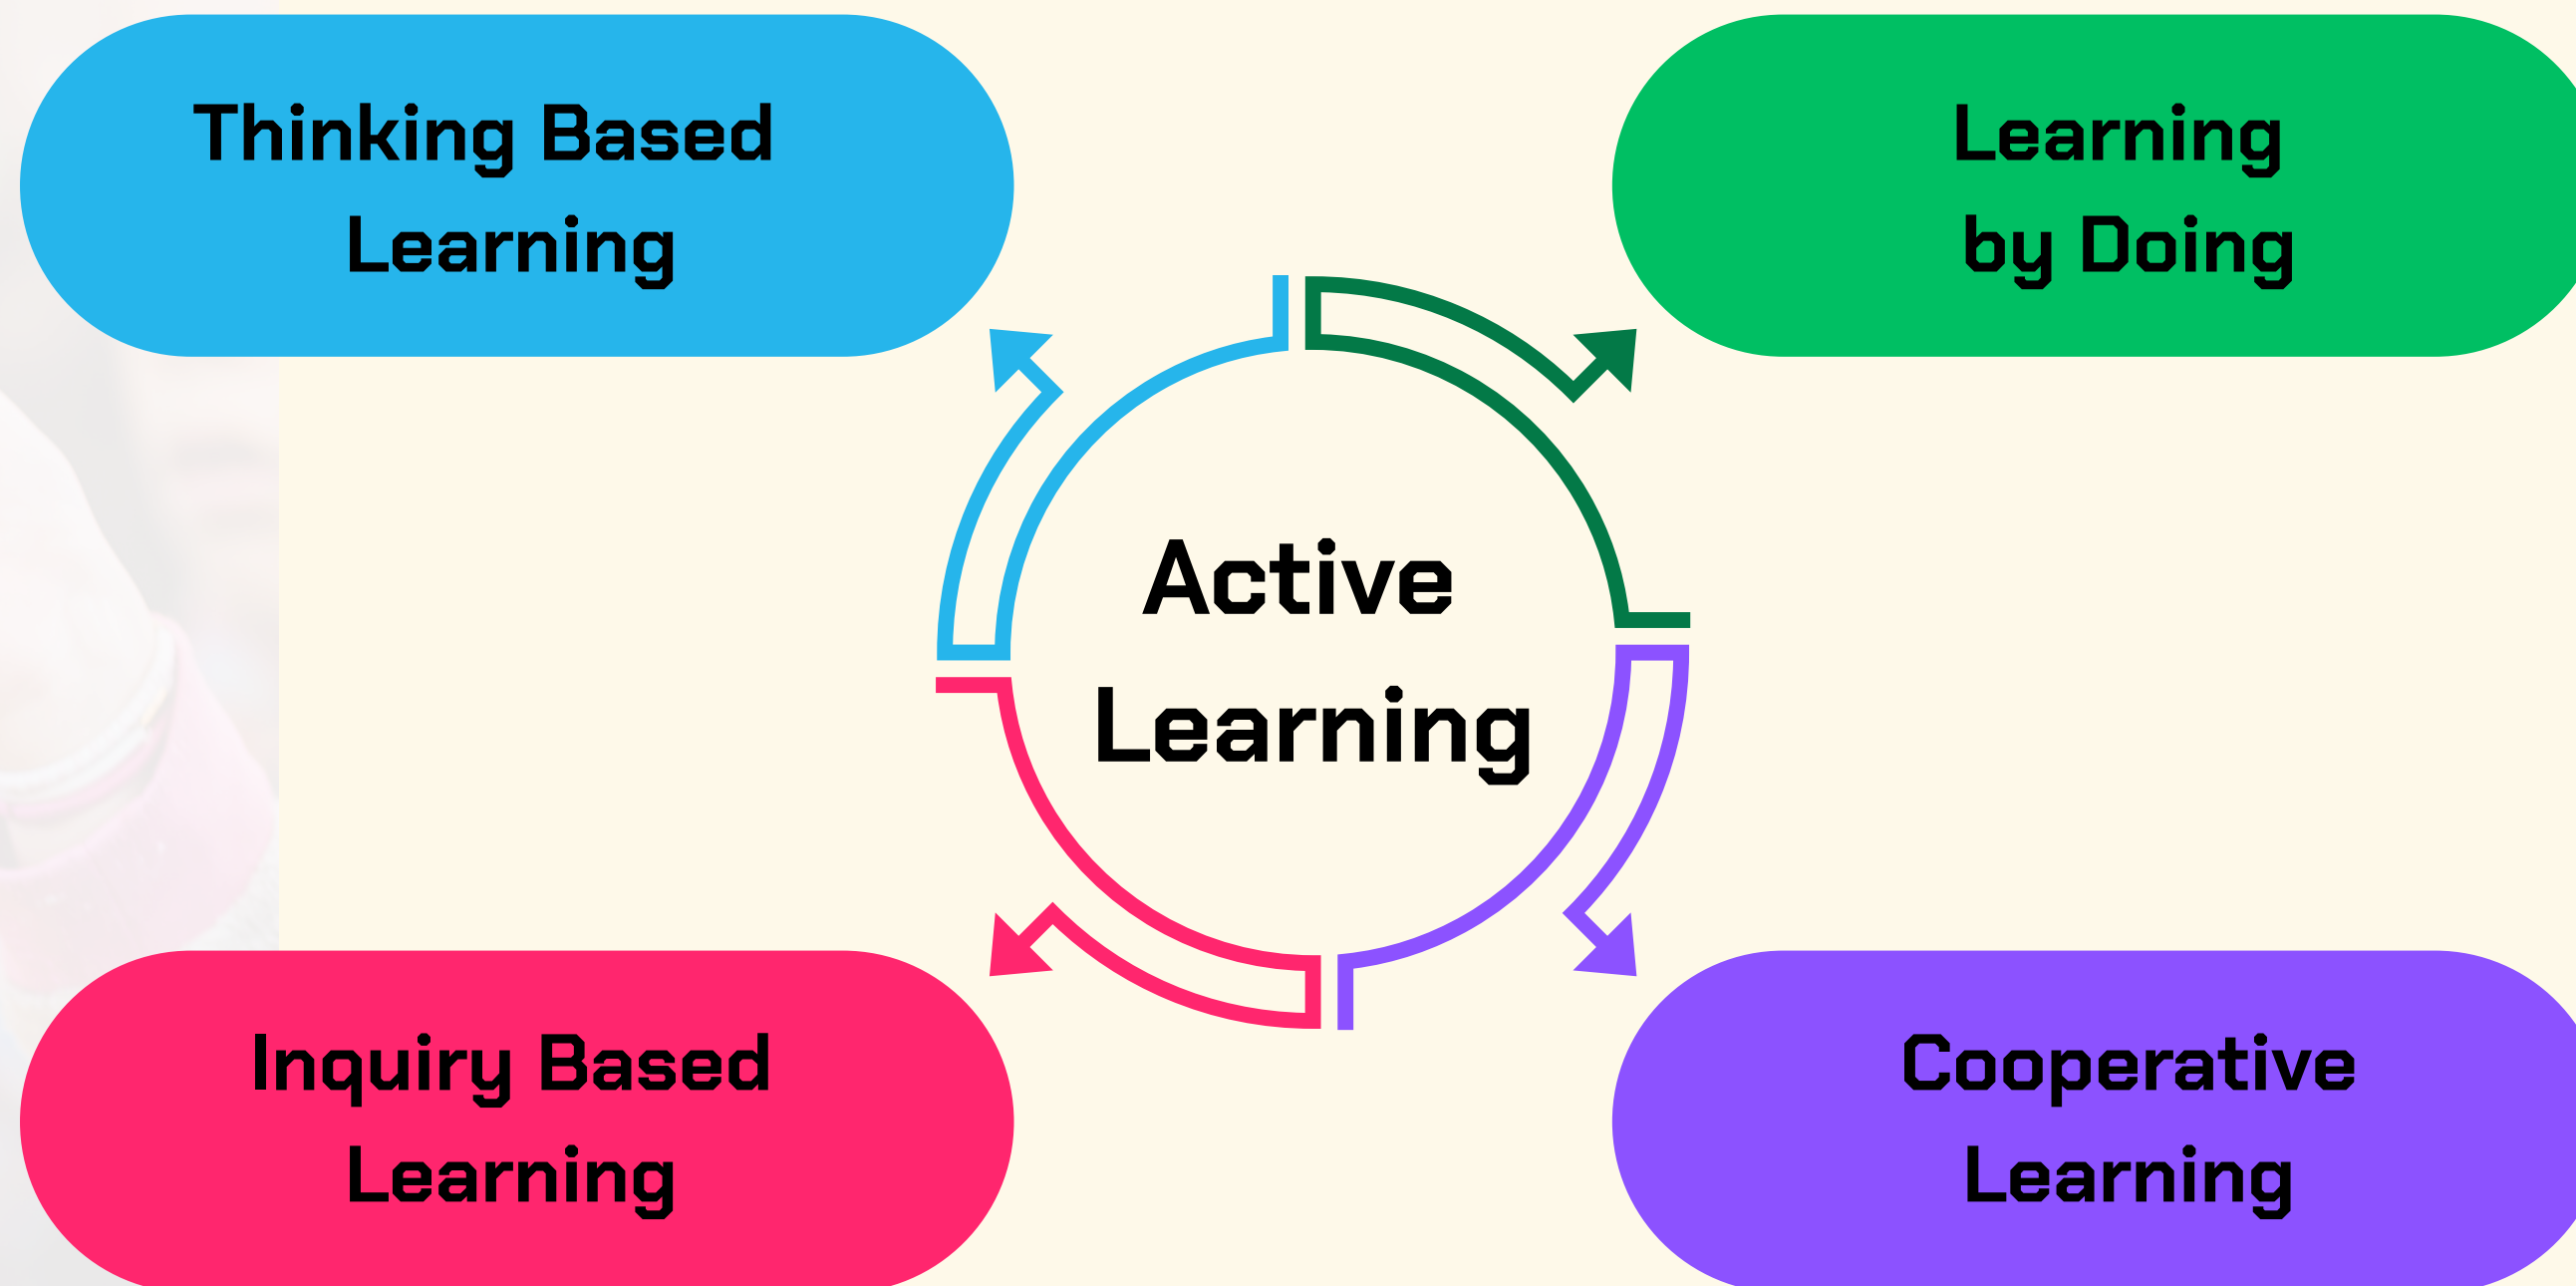 Thinking Based
Learning
Learning
by Doing
Active
Learning
Inquiry Based
Learning
Cooperative
Learning